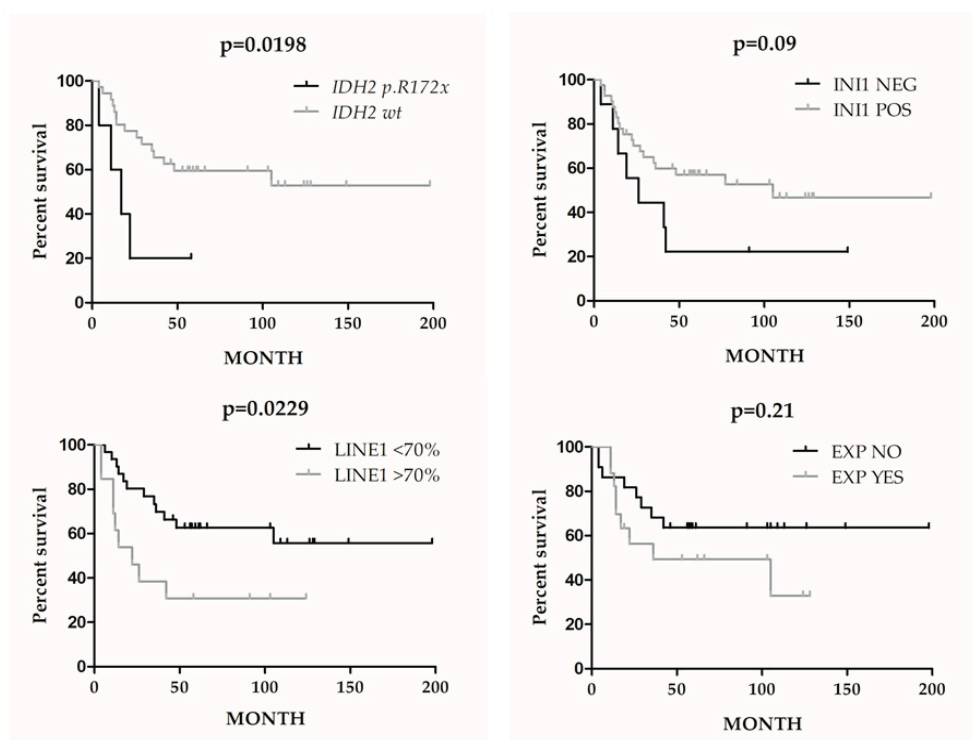 p=0.0198
IDH2 p.R172x
IDH2 wt
Percent survival
100
80
60
40
20
0
0 50 100 150 200
MONTH
p=0.09
INI1 NEG
INI1 POS
Percent survival
100
80
60
40
20
0
0 50 100 150 200
MONTH
p=0.0229
LINE1 <70%
LINE1 >70%
Percent survival
100
80
60
40
20
0
0 50 100 150 200
MONTH
p=0.21
EXP NO
EXP YES
Percent survival
100
80
60
40
20
0
0 50 100 150 200
MONTH